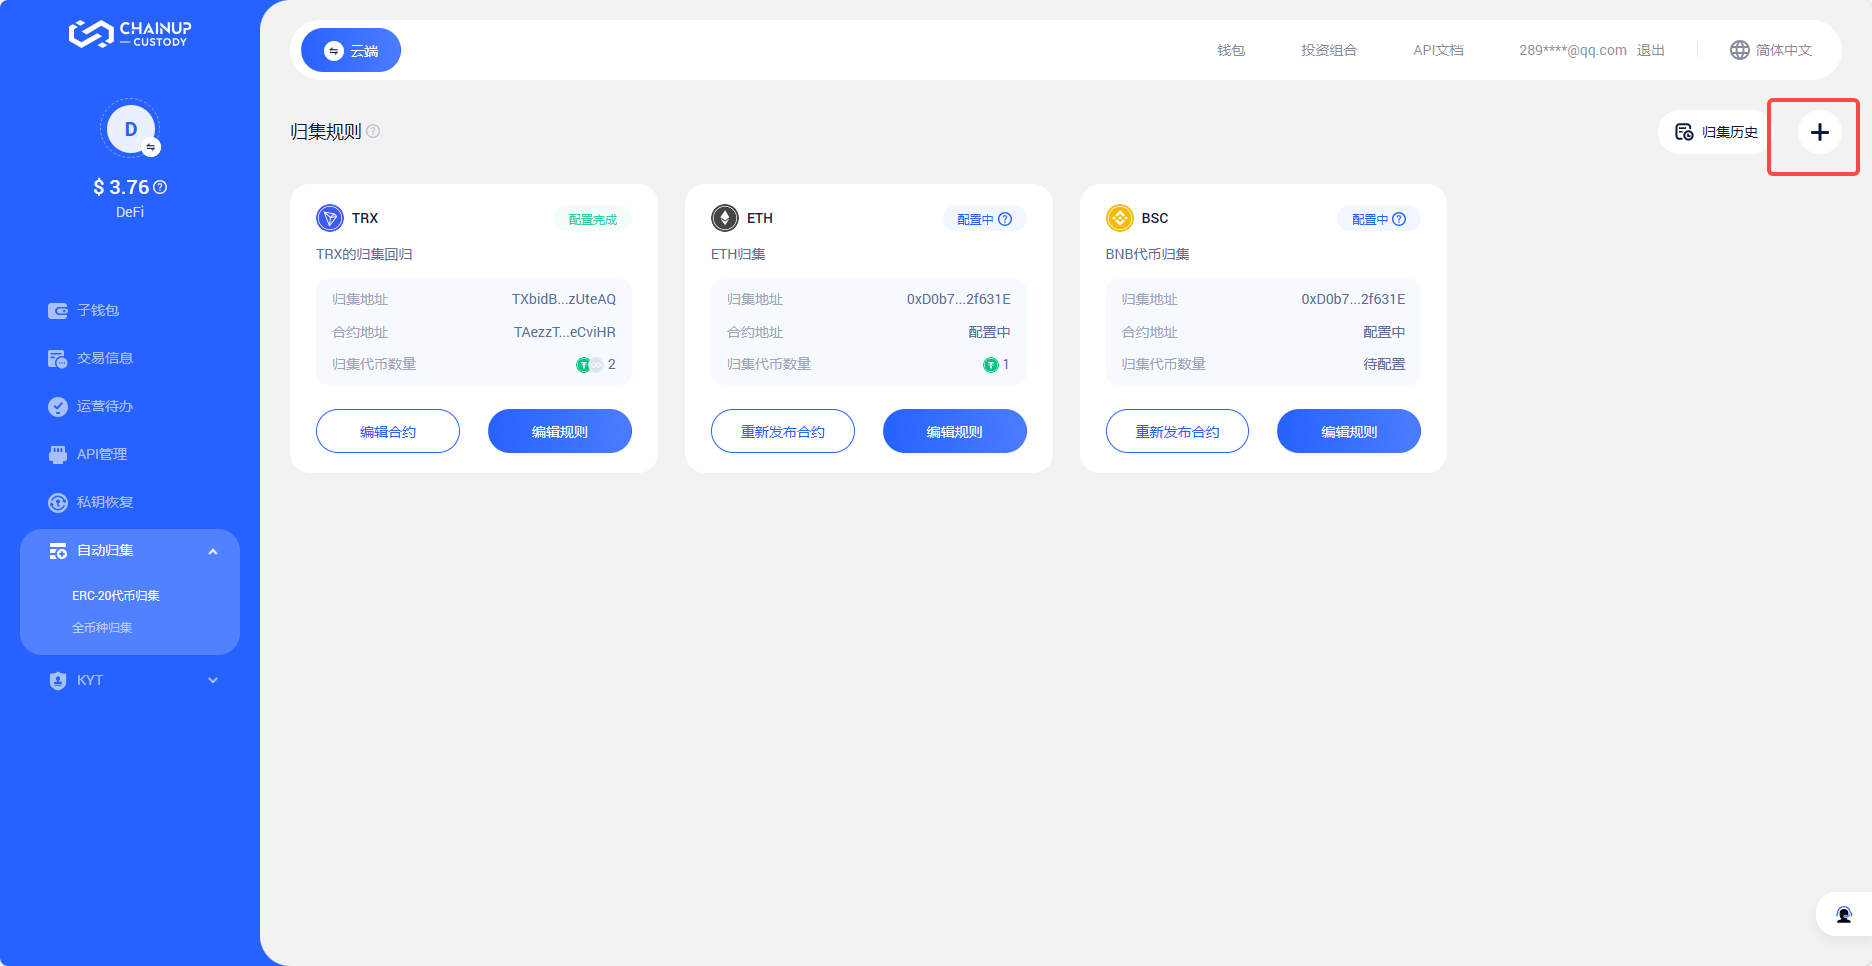 CHAINUP
CUSTODY
云端
钱包
投资组合
API文档
289****@qq.com 退出
简体中文
D
$ 3.76
DeFi
子钱包
交易信息
运营待办
API管理
私钥恢复
自动归集
ERC-20代币归集
全币种归集
KYT
归集规则
归集历史
TRX
配置完成
TRX的归集回归
归集地址 TXbidB...zUteAQ
合约地址 TAezzT...eCviHR
归集代币数量 2
编辑合约
编辑规则
ETH
配置中
ETH归集
归集地址 0xD0b7...2f631E
合约地址 配置中
归集代币数量 1
重新发布合约
编辑规则
BSC
配置中
BNB代币归集
归集地址 0xD0b7...2f631E
合约地址 配置中
归集代币数量 待配置
重新发布合约
编辑规则